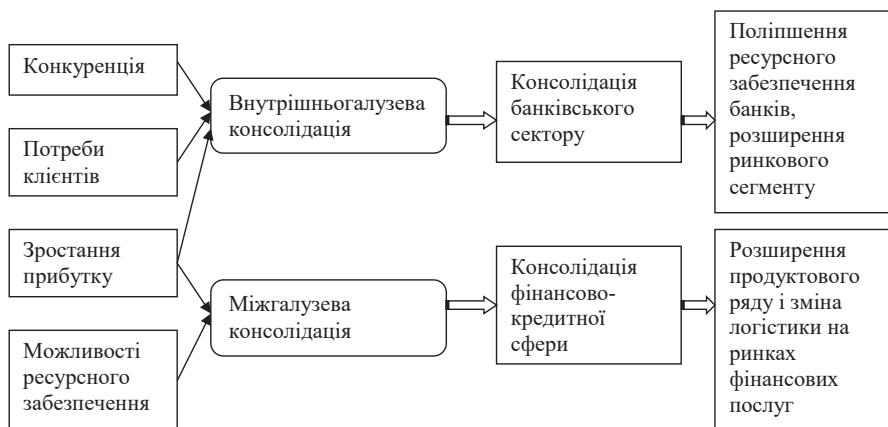 Конкуренція
Потреби
клієнтів
Зростання
прибутку
Можливості
ресурсного
забезпечення
Внутрішньогалузева
консолідація
Міжгалузева
консолідація
Консолідація
банківського
сектору
Консолідація
фінансово-
кредитної
сфери
Поліпшення
ресурсного
забезпечення
банків,
розширення
ринкового
сегменту
Розширення
продуктового
ряду і зміна
логістики на
ринках
фінансових
послуг